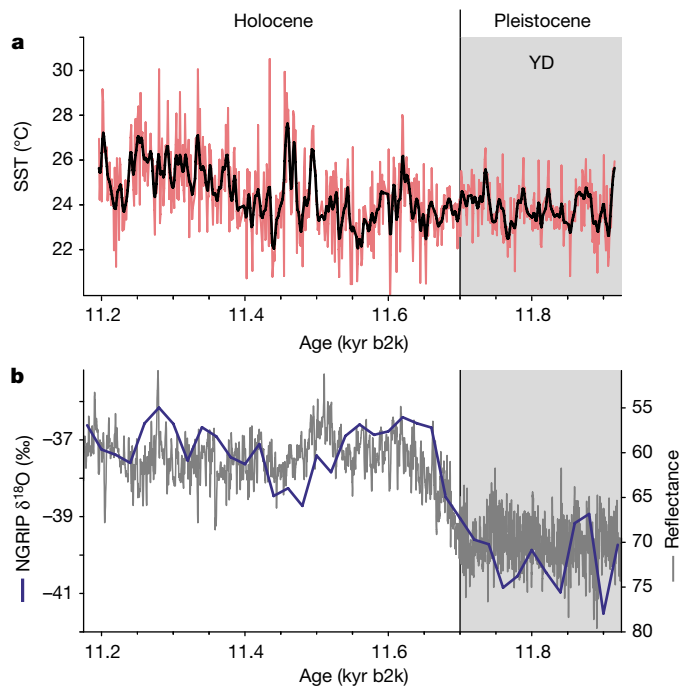 Holocene Pleistocene
a
YD
SST (°C)
30
28
26
24
22
11.2 11.4 11.6 11.8
Age (kyr b2k)
b
NGRIP δ18O (‰)
–37
–39
–41
55
60
65
70
75
80
Reflectance
11.2 11.4 11.6 11.8
Age (kyr b2k)